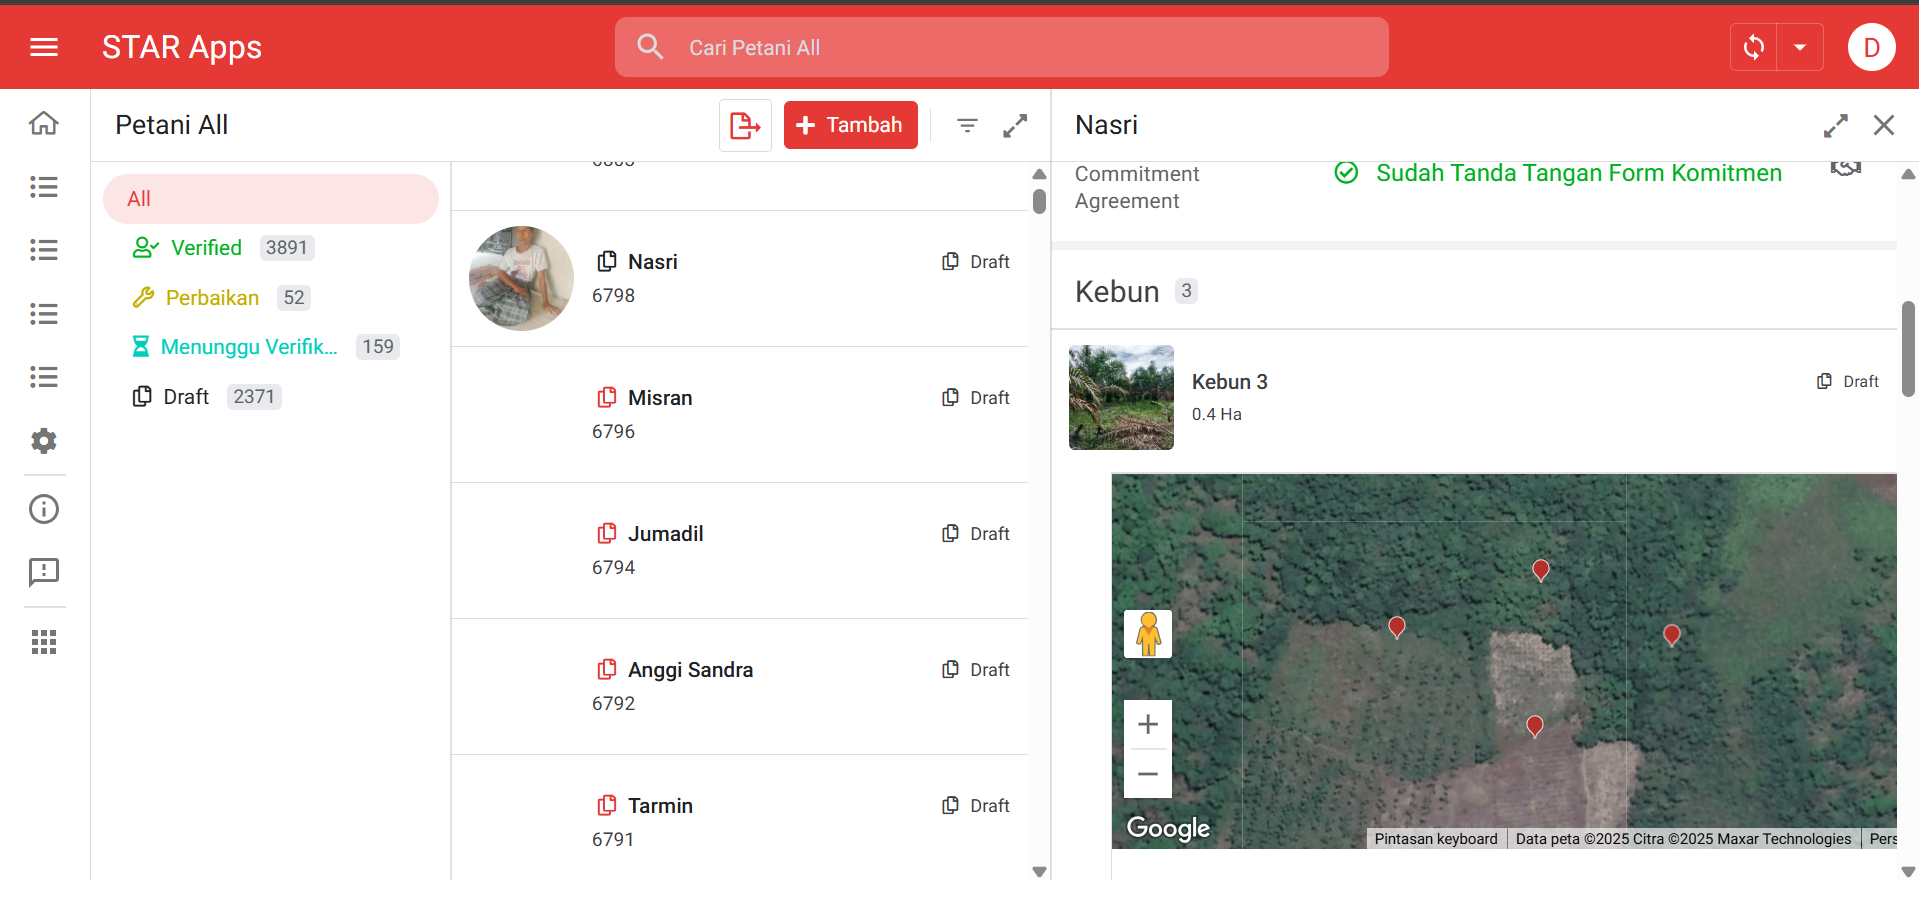 STAR Apps
Cari Petani All
D
Petani All
Tambah
Nasri
All
Verified 3891
Perbaikan 52
Menunggu Verifik... 159
Draft 2371
Nasri
6798
Draft
Misran
6796
Draft
Jumadil
6794
Draft
Anggi Sandra
6792
Draft
Tarmin
6791
Draft
Commitment
Agreement
Sudah Tanda Tangan Form Komitmen
Kebun 3
Kebun 3
0.4 Ha
Draft
Google
Pintasan keyboard
Data peta ©2025 Citra ©2025 Maxar Technologies
Pers